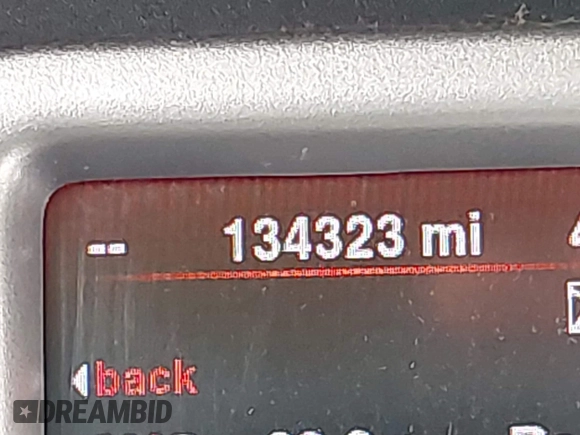 -- 134323 mi
back
DREAMBID